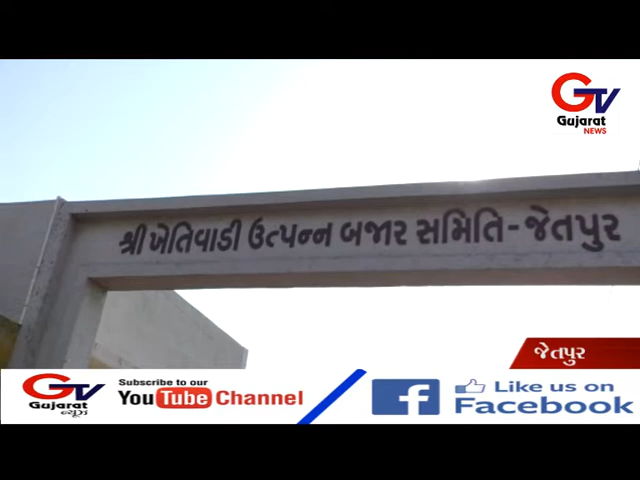 GTV
Gujarat
NEWS
શ્રી ખેતિવાડી ઉત્પન્ન બજાર સમિતિ-જેતપુર
જેતપુર
GTV
Gujarat
ન્યૂઝ
Subscribe to our
YouTube Channel
f
Like us on
Facebook